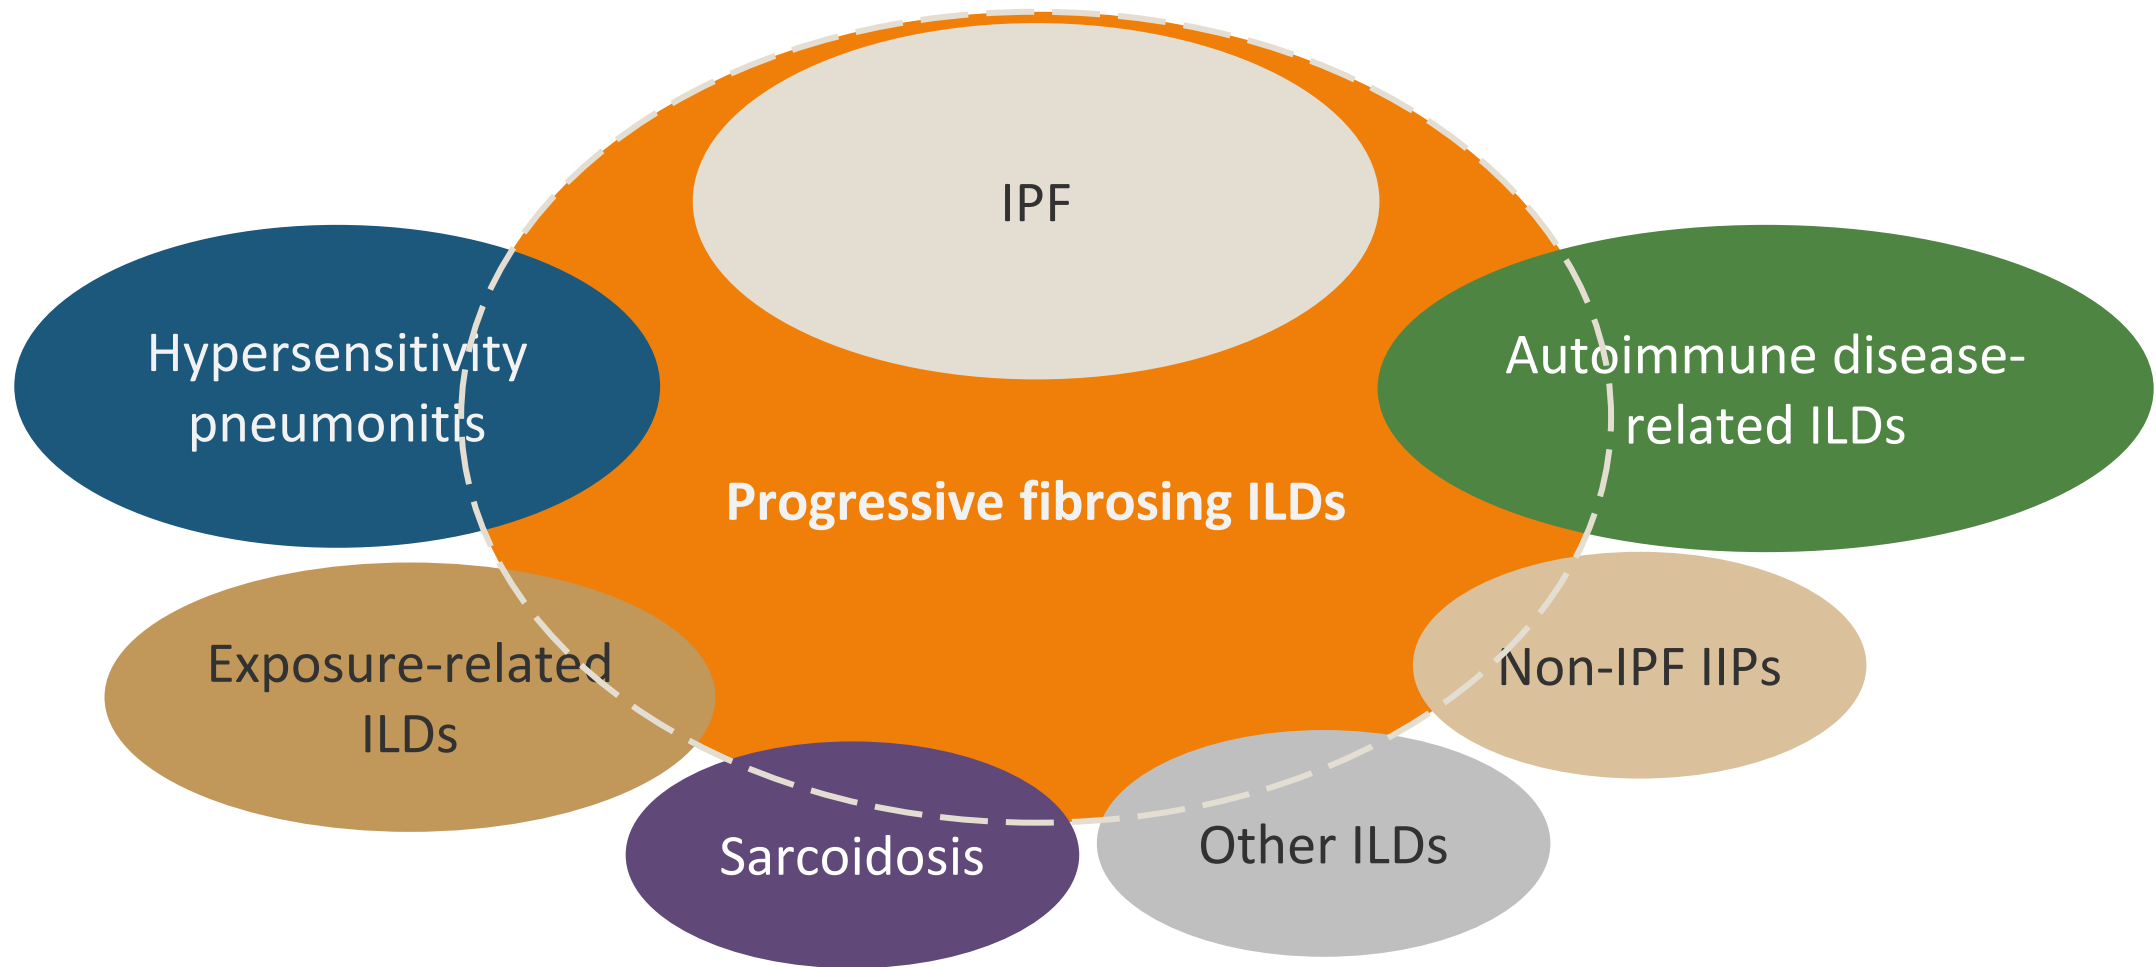 IPF
Hypersensitivity
pneumonitis
Autoimmune disease-
related ILDs
Progressive fibrosing ILDs
Exposure-related
ILDs
Non-IPF IIPs
Sarcoidosis
Other ILDs